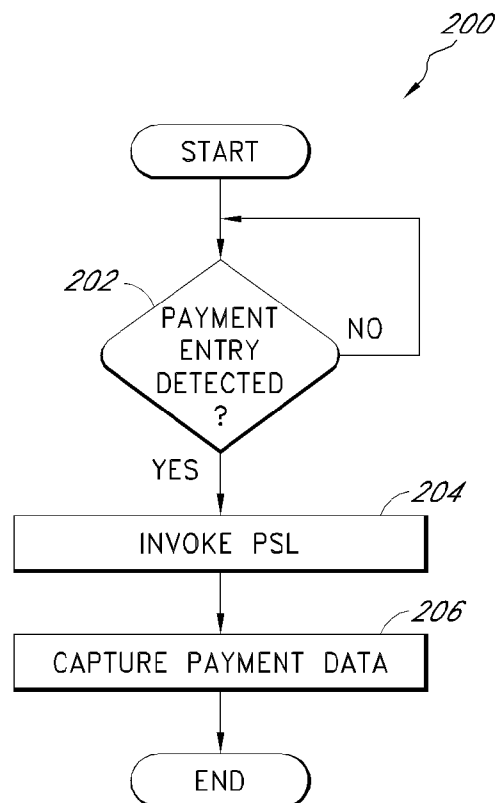 200
START
202
PAYMENT
ENTRY
DETECTED
?
NO
YES
204
INVOKE PSL
206
CAPTURE PAYMENT DATA
END